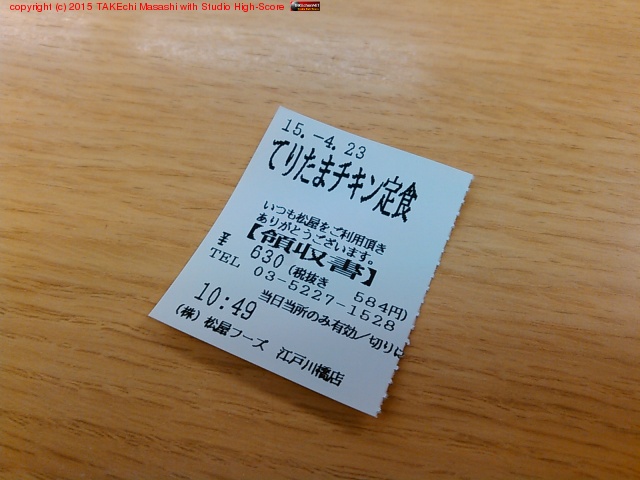 copyright (c) 2015 TAKEchi Masashi with Studio High-Score
15.-4.23
てりたまチキン定食
いつも松屋をご利用頂き
ありがとうございます。
【領収書】
¥ 630 (税抜き 584円)
TEL 03-5227-1528
10:49 当日当所のみ有効／切り
(株) 松屋フーズ 江戸川橋店